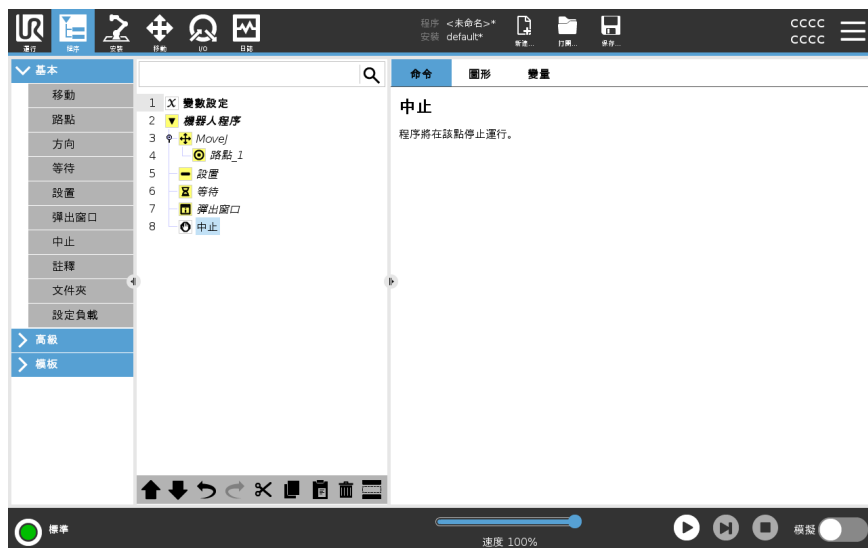 UR
運行
程序
安裝
移動
I/O
日誌
程序 <未命名>*
安裝 default*
新建...
打開...
保存...
CCCC
CCCC
基本
移動
路點
方向
等待
設置
彈出窗口
中止
註釋
文件夾
設定負載
高級
模板
1 X 變數設定
2 機器人程序
3 MoveJ
4 路點_1
5 設置
6 等待
7 彈出窗口
8 中止
命令 圖形 變量
中止
程序將在該點停止運行。
標準
速度 100%
模擬